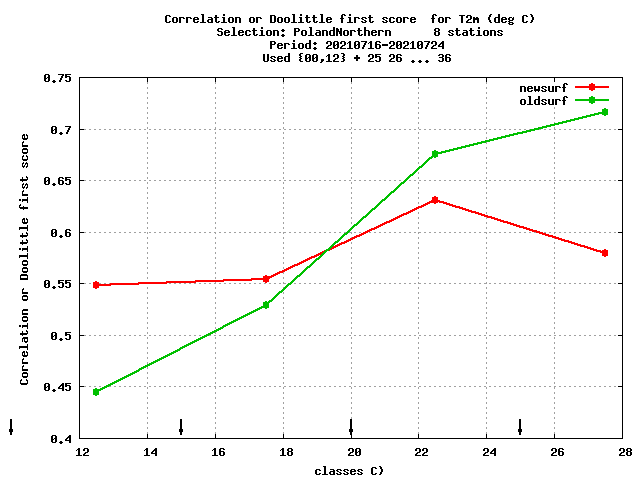 Correlation or Doolittle first score  for T2m (deg C)
Selection: PolandNorthern      8 stations
Period: 20210716-20210724
Used {00,12} + 25 26 ... 36
newsurf
oldsurf
Correlation or Doolittle first score
0.75
0.7
0.65
0.6
0.55
0.5
0.45
0.4
12 14 16 18 20 22 24 26 28
classes C)